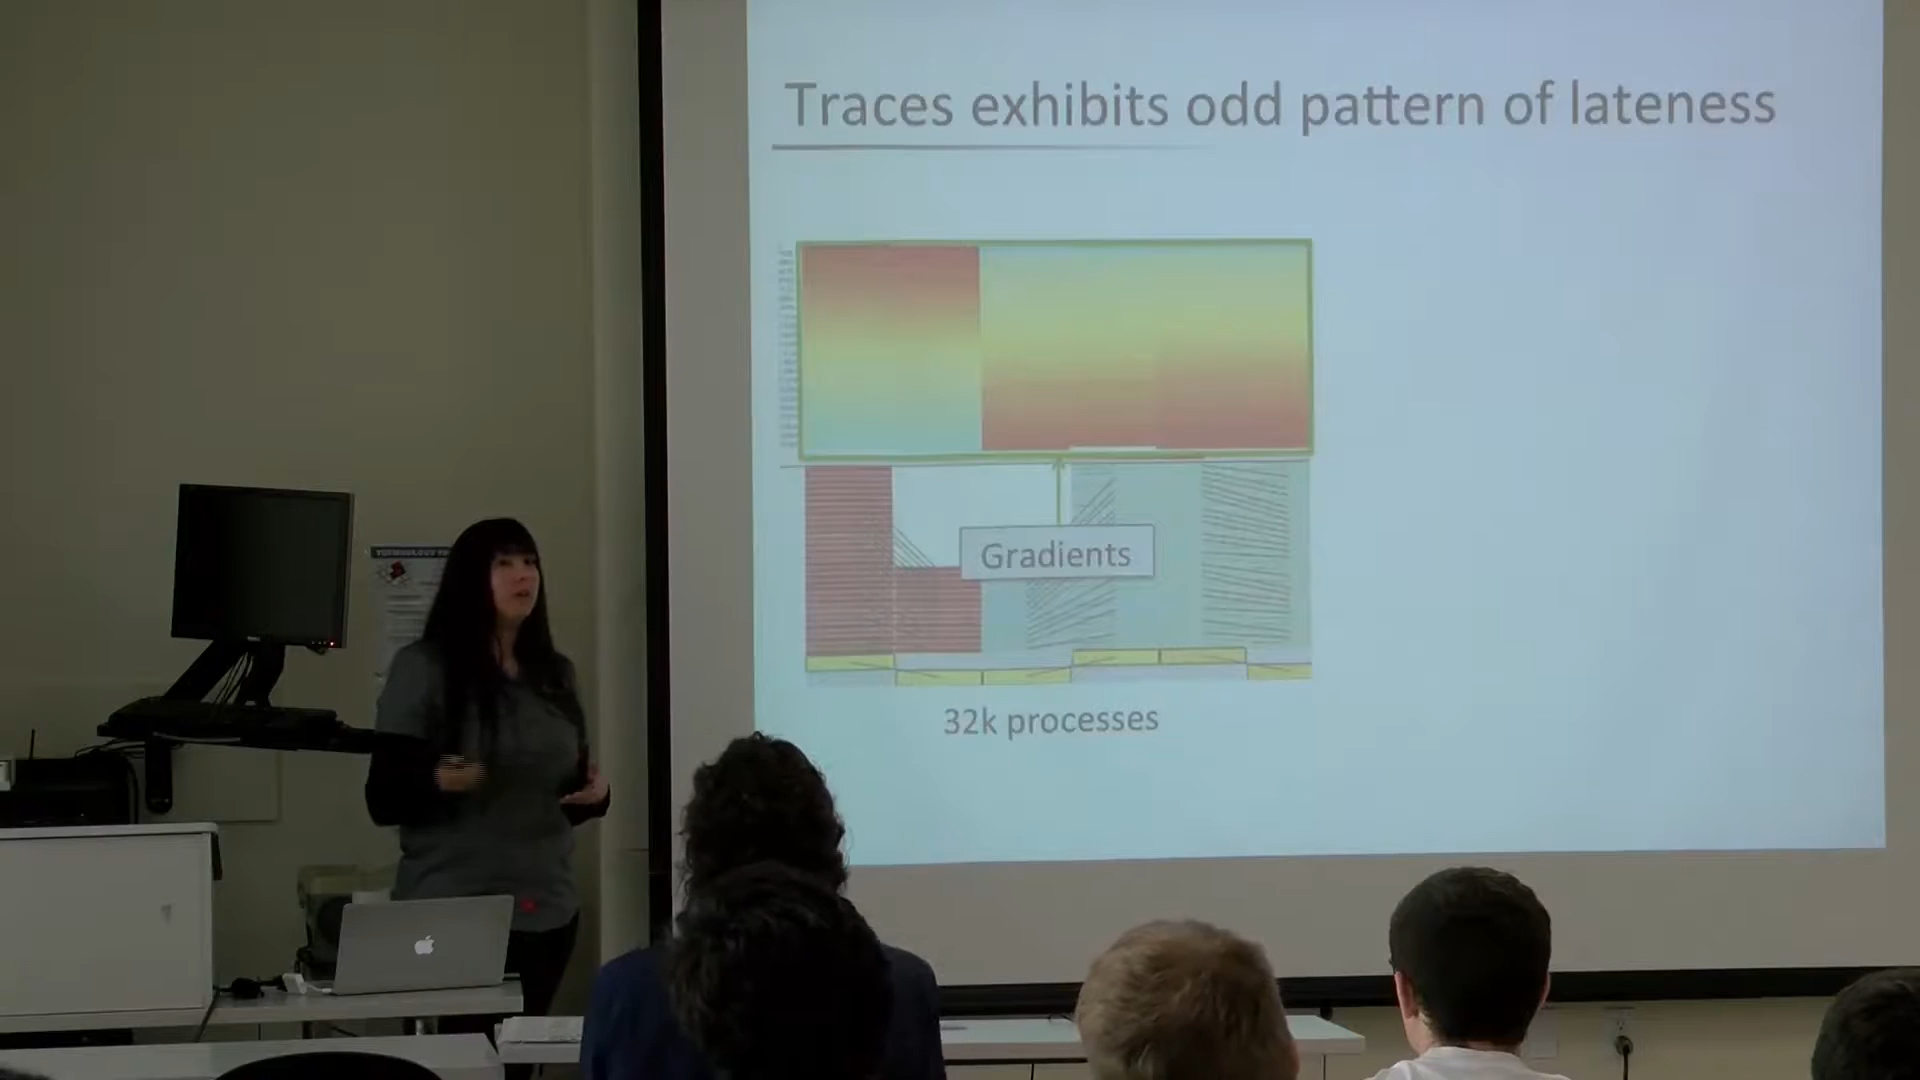 Traces exhibits odd pattern of lateness
Gradients
32k processes